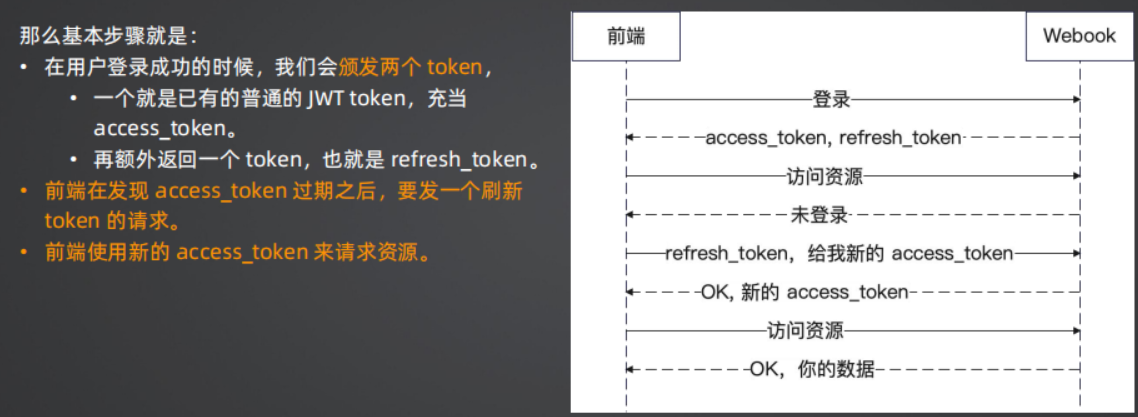 那么基本步骤就是：
• 在用户登录成功的时候，我们会颁发两个 token，
• 一个就是已有的普通的 JWT token，充当
access_token。
• 再额外返回一个 token，也就是 refresh_token。
• 前端在发现 access_token 过期之后，要发一个刷新
token 的请求。
• 前端使用新的 access_token 来请求资源。
前端
Webook
登录
access_token, refresh_token
访问资源
未登录
refresh_token，给我新的 access_token
OK, 新的 access_token
访问资源
OK，你的数据